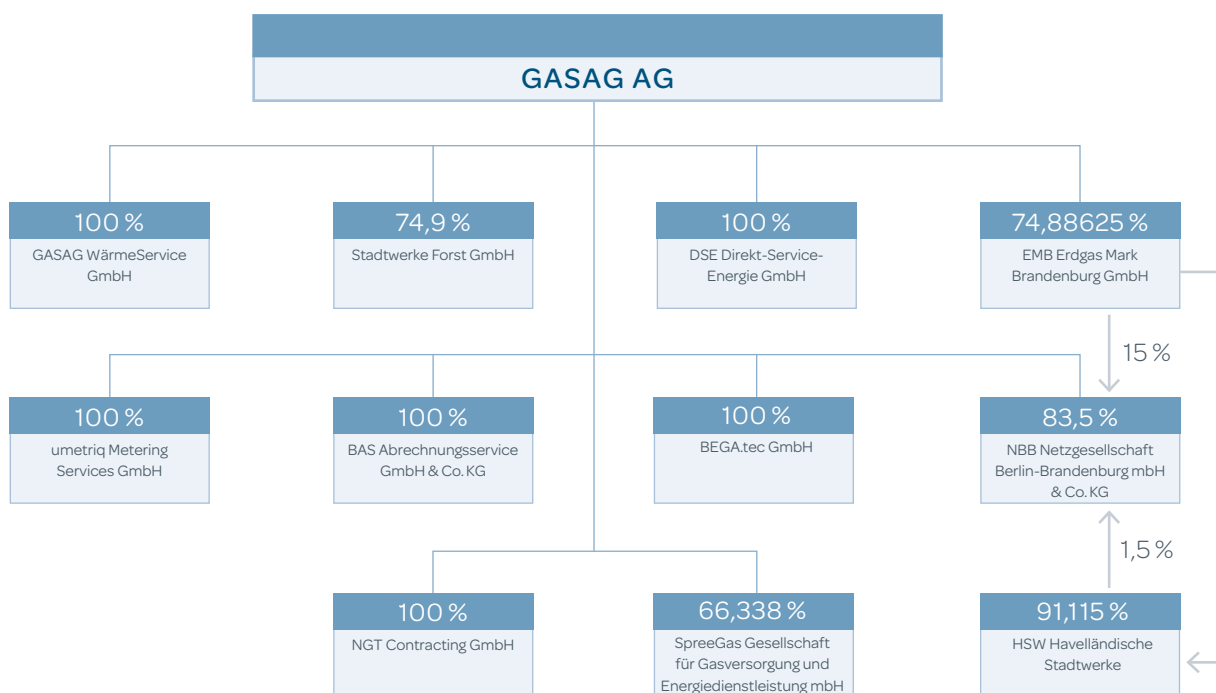 GASAG AG
100 %
GASAG WärmeService
GmbH
74,9 %
Stadtwerke Forst GmbH
100 %
DSE Direkt-Service-
Energie GmbH
74,88625 %
EMB Erdgas Mark
Brandenburg GmbH
15 %
100 %
umetriq Metering
Services GmbH
100 %
BAS Abrechnungsservice
GmbH & Co. KG
100 %
BEGA.tec GmbH
83,5 %
NBB Netzgesellschaft
Berlin-Brandenburg mbH
& Co. KG
1,5 %
100 %
NGT Contracting GmbH
66,338 %
SpreeGas Gesellschaft
für Gasversorgung und
Energiedienstleistung mbH
91,115 %
HSW Havelländische
Stadtwerke